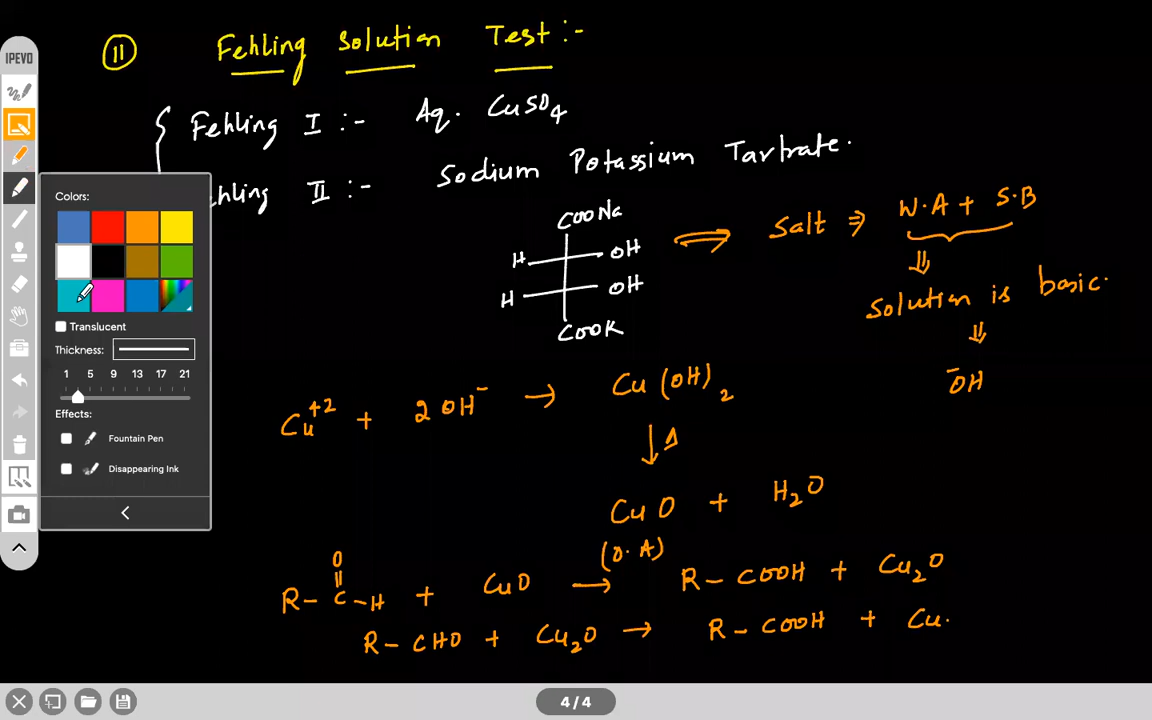 11 Fehling Solution Test :-
IPEVO
Fehling I :- Aq. CuSO4
hling II :- Sodium Potassium Tartrate.
Colors:
COONa
H OH
H OH
COOK
⇒ Salt ⇒ W.A + S.B
⇓
Solution is basic.
⇓
⁻OH
Translucent
Thickness:
1 5 9 13 17 21
Effects:
Fountain Pen
Disappearing Ink
Cu+2 + 2 OH⁻ → Cu(OH)2
↓ Δ
CuO + H2O
(O.A)
O
R-C-H + CuO → R-COOH + Cu2O
R-CHO + Cu2O → R-COOH + Cu.
4/4